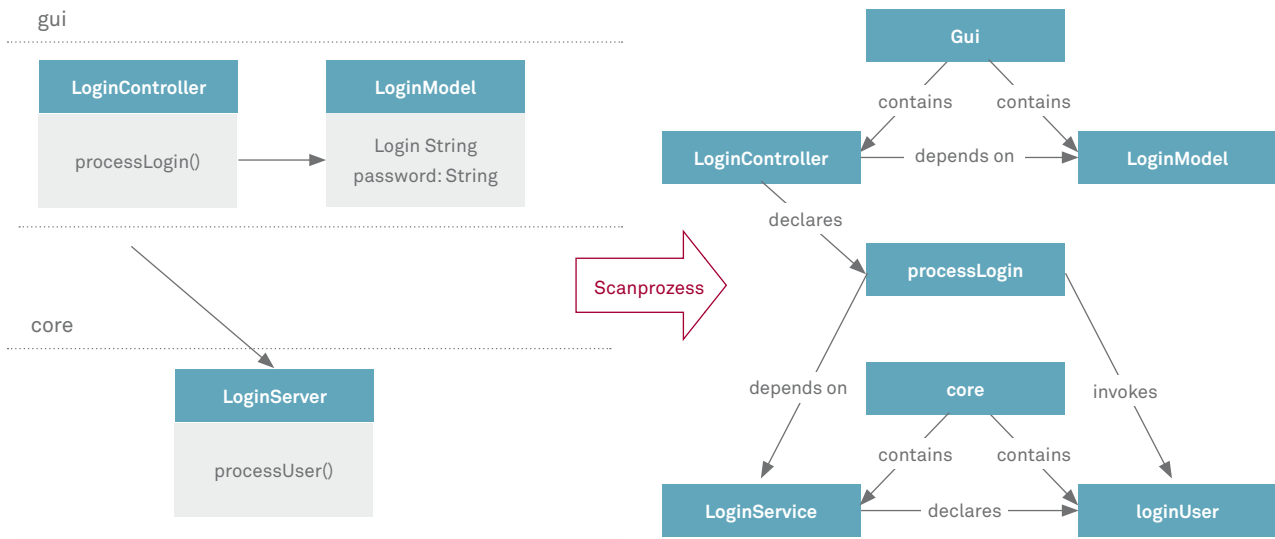 gui
LoginController
LoginModel
processLogin()
Login String
password: String
core
LoginServer
processUser()
Scanprozess
Gui
contains
contains
LoginController
depends on
LoginModel
declares
processLogin
depends on
core
invokes
contains
contains
LoginService
declares
loginUser